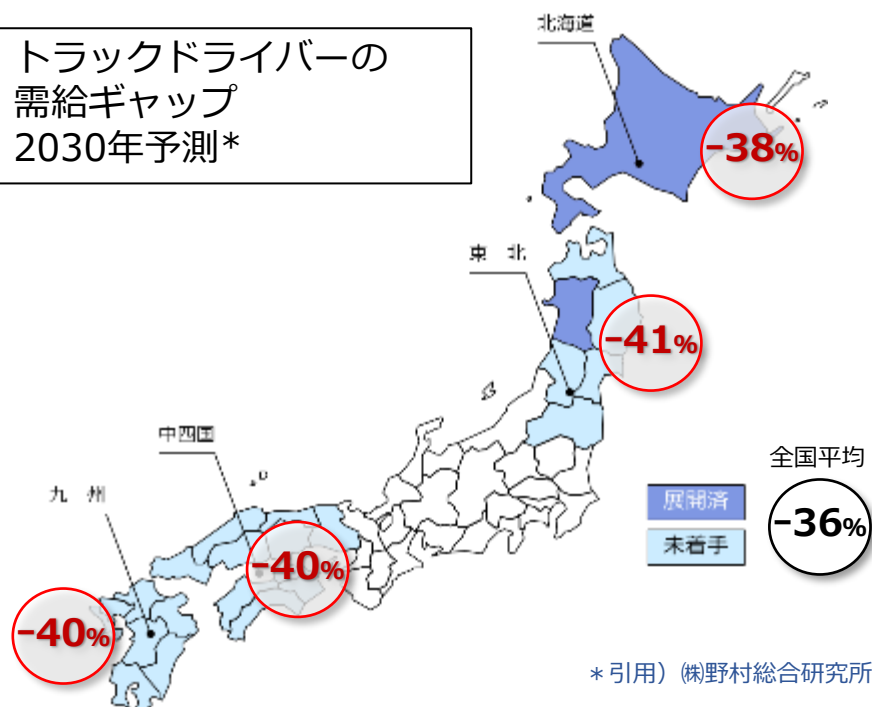 トラックドライバーの
需給ギャップ
2030年予測*
北海道
-38%
東 北
-41%
中四国
九 州
全国平均
展開済
-36%
未着手
-40%
-40%
*引用）㈱野村総合研究所